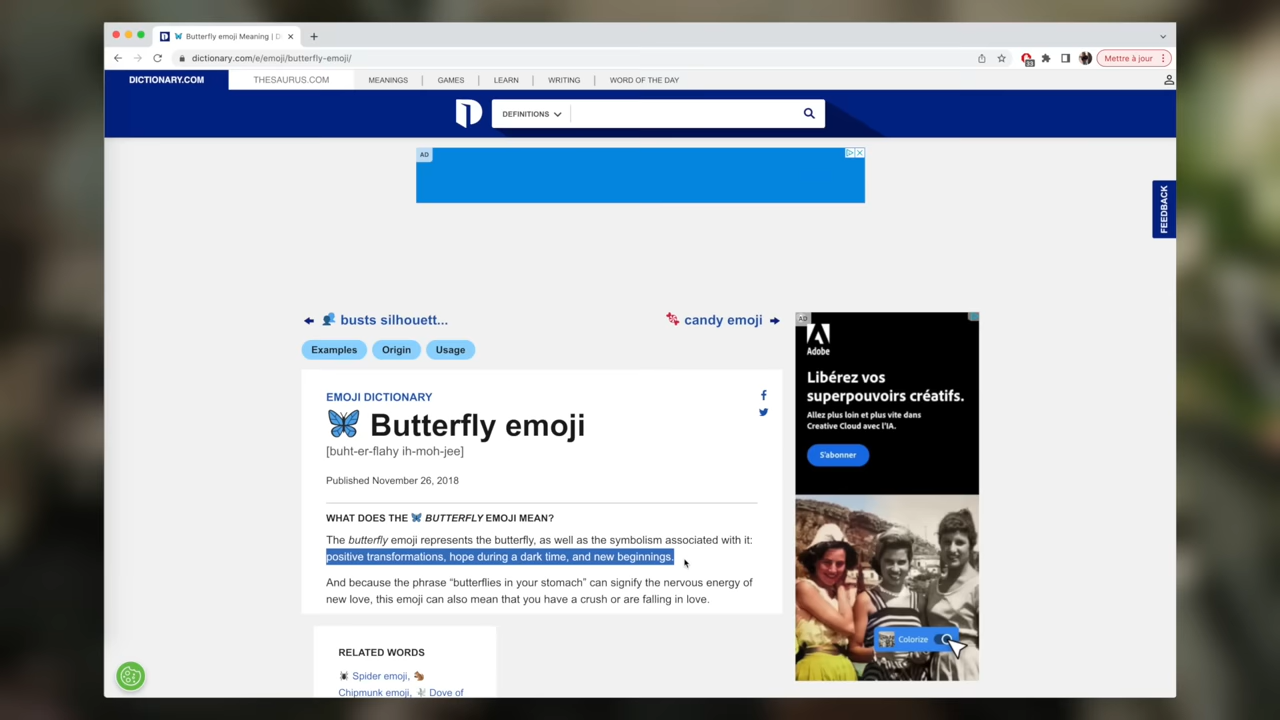 Butterfly emoji Meaning | D
dictionary.com/e/emoji/butterfly-emoji/
Mettre à jour
DICTIONARY.COM
THESAURUS.COM
MEANINGS
GAMES
LEARN
WRITING
WORD OF THE DAY
DEFINITIONS
AD
FEEDBACK
busts silhouett...
candy emoji
Examples
Origin
Usage
EMOJI DICTIONARY
Butterfly emoji
[buht-er-flahy ih-moh-jee]
Published November 26, 2018
WHAT DOES THE 🦋 BUTTERFLY EMOJI MEAN?
The butterfly emoji represents the butterfly, as well as the symbolism associated with it:
positive transformations, hope during a dark time, and new beginnings.
And because the phrase “butterflies in your stomach” can signify the nervous energy of
new love, this emoji can also mean that you have a crush or are falling in love.
RELATED WORDS
Spider emoji,
Chipmunk emoji, Dove of
AD
Adobe
Libérez vos
superpouvoirs créatifs.
Allez plus loin et plus vite dans
Creative Cloud avec l'IA.
S'abonner
Colorize